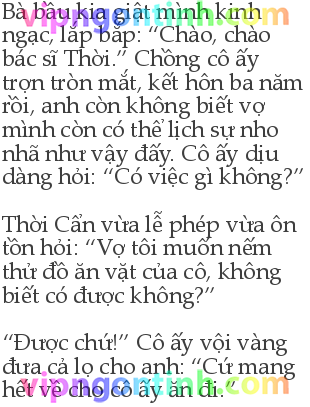 Bà bầu kia giật mình kinh
ngạc, lắp bắp: “Chào, chào
bác sĩ Thời.” Chồng cô ấy
trợn tròn mắt, kết hôn ba năm
rồi, anh còn không biết vợ
mình còn có thể lịch sự nho
nhã như vậy đấy. Cô ấy dịu
dàng hỏi: “Có việc gì không?”
Thời Cẩn vừa lễ phép vừa ôn
tồn hỏi: “Vợ tôi muốn nếm
thử đồ ăn vặt của cô, không
biết có được không?”
“Được chứ!” Cô ấy vội vàng
đưa cả lọ cho anh: “Cứ mang
hết về cho cô ấy ăn đi.”
vipngontinh.com
vipngontinh.com